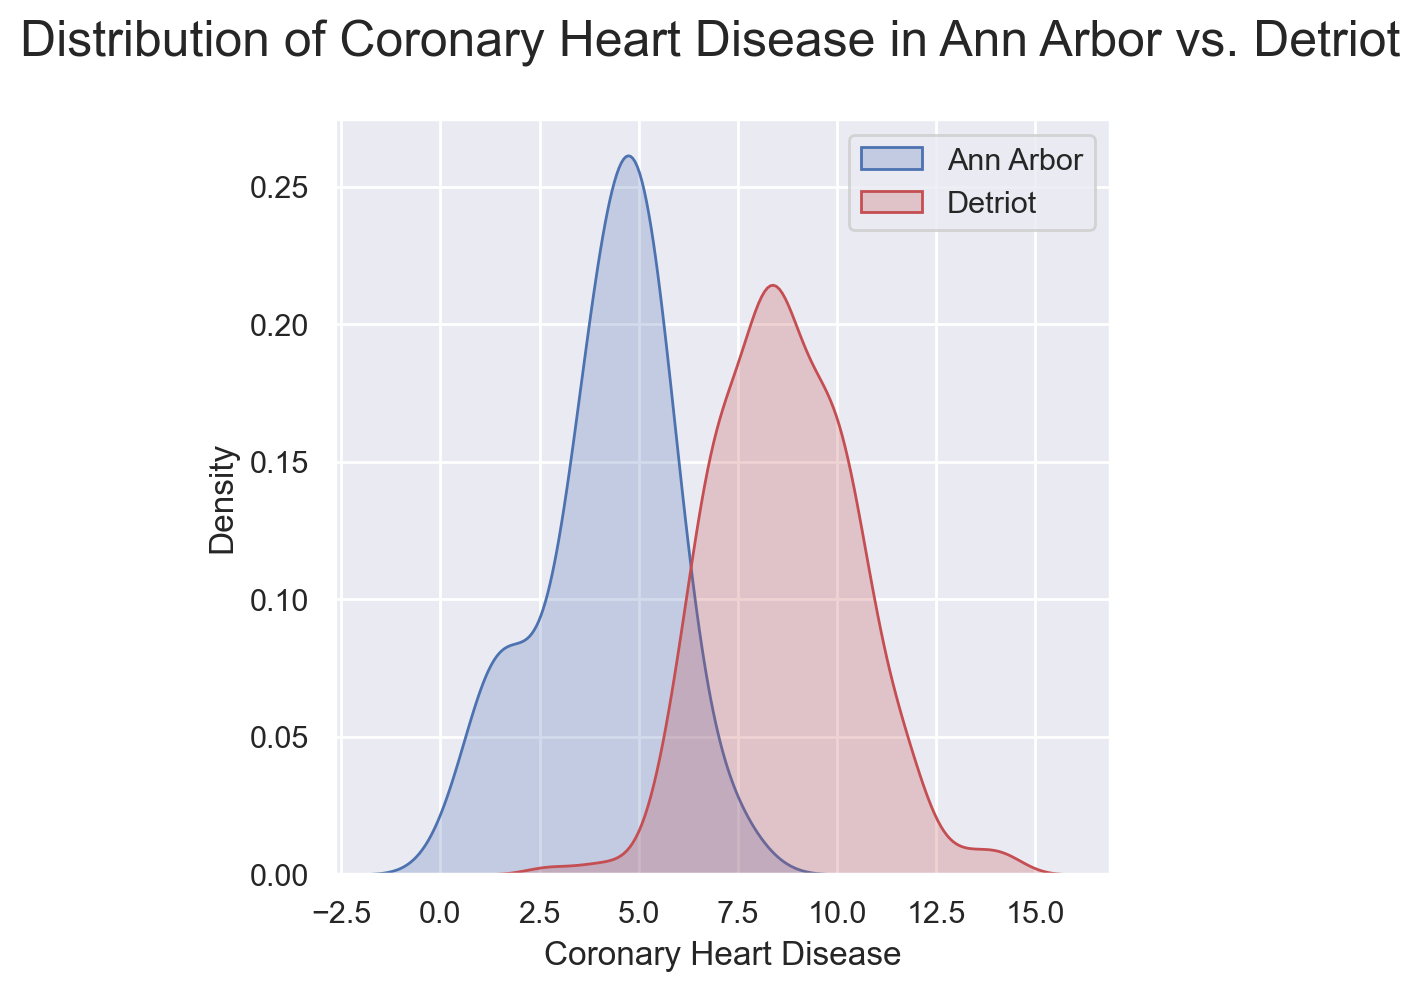 Distribution of Coronary Heart Disease in Ann Arbor vs. Detriot
Ann Arbor
Detriot
0.25
0.20
0.15
0.10
0.05
0.00
Density
−2.5 0.0 2.5 5.0 7.5 10.0 12.5 15.0
Coronary Heart Disease